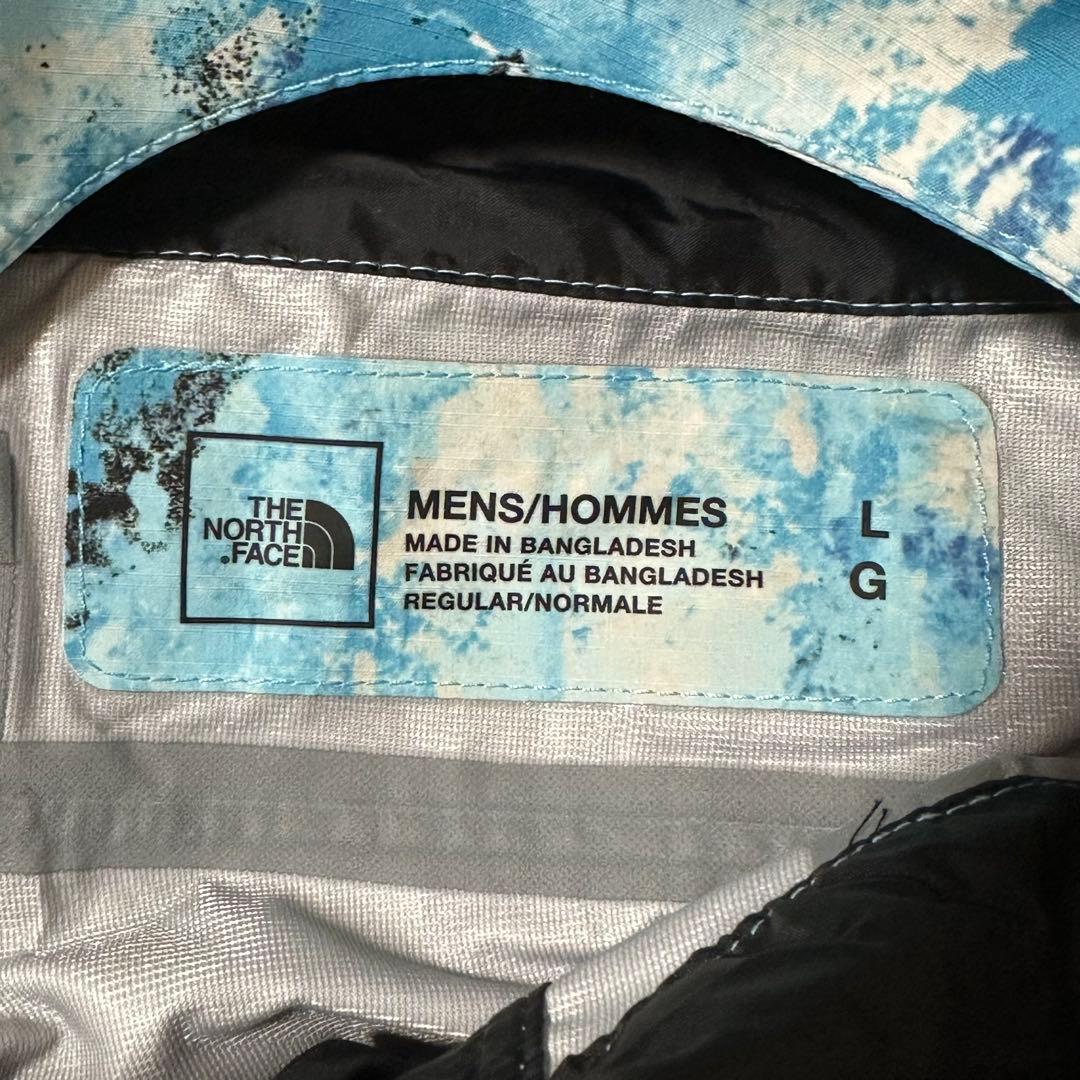 THE
NORTH
FACE
MENS/HOMMES
MADE IN BANGLADESH
FABRIQUÉ AU BANGLADESH
REGULAR/NORMALE
L
G